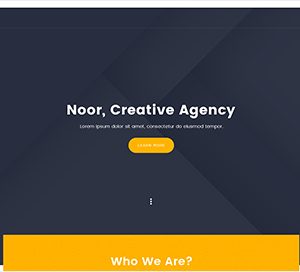 Noor, Creative Agency
Lorem ipsum dolor sit amet, consectetur do eiusmod tempor.
LEARN MORE
Who We Are?